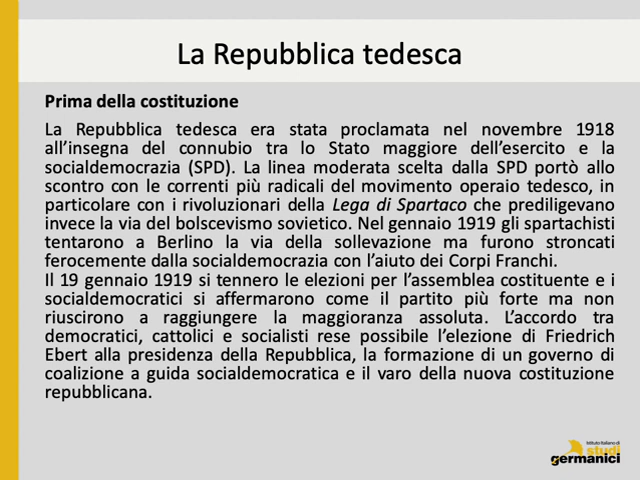 La Repubblica tedesca
Prima della costituzione
La Repubblica tedesca era stata proclamata nel novembre 1918
all’insegna del connubio tra lo Stato maggiore dell’esercito e la
socialdemocrazia (SPD). La linea moderata scelta dalla SPD portò allo
scontro con le correnti più radicali del movimento operaio tedesco, in
particolare con i rivoluzionari della Lega di Spartaco che prediligevano
invece la via del bolscevismo sovietico. Nel gennaio 1919 gli spartachisti
tentarono a Berlino la via della sollevazione ma furono stroncati
ferocemente dalla socialdemocrazia con l’aiuto dei Corpi Franchi.
Il 19 gennaio 1919 si tennero le elezioni per l’assemblea costituente e i
socialdemocratici si affermarono come il partito più forte ma non
riuscirono a raggiungere la maggioranza assoluta. L’accordo tra
democratici, cattolici e socialisti rese possibile l’elezione di Friedrich
Ebert alla presidenza della Repubblica, la formazione di un governo di
coalizione a guida socialdemocratica e il varo della nuova costituzione
repubblicana.
Istituto Italiano di
studi
germanici